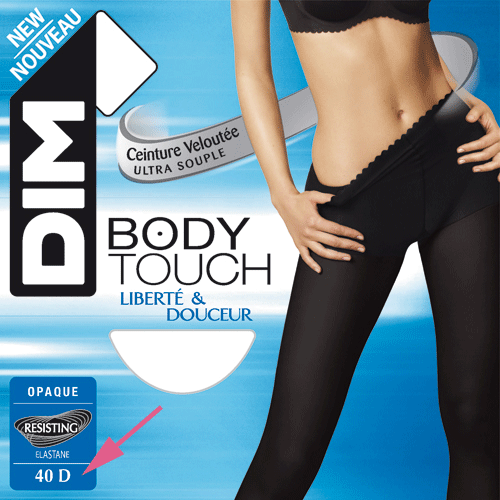 NEW
NOUVEAU
DIM
Ceinture Veloutée
ULTRA SOUPLE
BODY
TOUCH
LIBERTÉ &
DOUCEUR
OPAQUE
RESISTING
ELASTANE
40 D